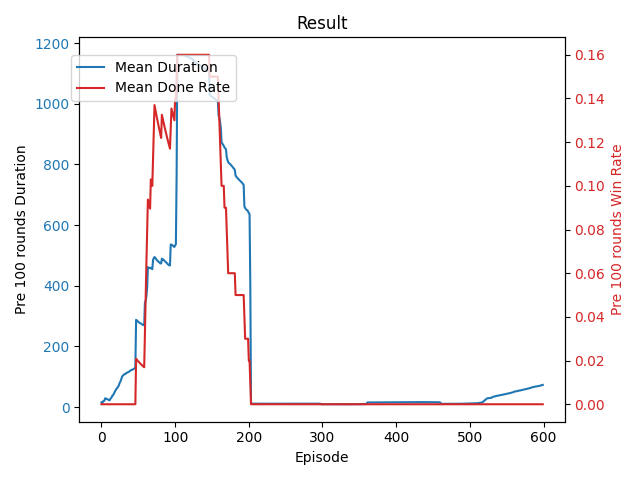 Result
Mean Duration
Mean Done Rate
Pre 100 rounds Duration
1200
1000
800
600
400
200
0
0.16
0.14
0.12
0.10
0.08
0.06
0.04
0.02
0.00
Pre 100 rounds Win Rate
0 100 200 300 400 500 600
Episode